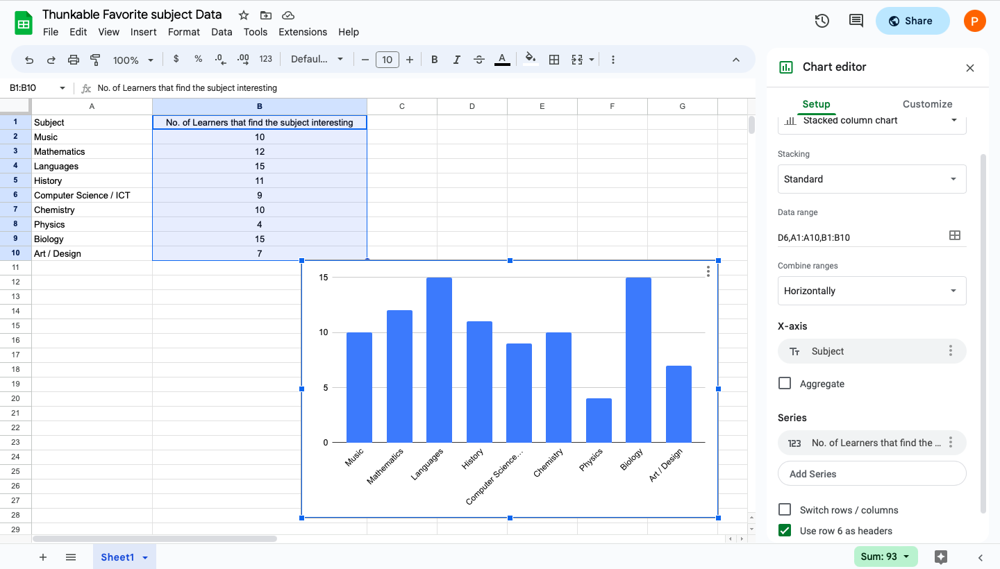 Thunkable Favorite subject Data
File Edit View Insert Format Data Tools Extensions Help
Share
P
100% $ % .0 .00 123 Defaul... 10 B I S A
B1:B10 fx No. of Learners that find the subject interesting
A B C D E F G
1 Subject No. of Learners that find the subject interesting
2 Music 10
3 Mathematics 12
4 Languages 15
5 History 11
6 Computer Science / ICT 9
7 Chemistry 10
8 Physics 4
9 Biology 15
10 Art / Design 7
11
12
13
14
15
16
17
18
19
20
21
22
23
24
25
26
27
28
29
15
10
5
0
Music Mathematics Languages History Computer Science... Chemistry Physics Biology Art / Design
Chart editor
Setup Customize
Stacked column chart
Stacking
Standard
Data range
D6,A1:A10,B1:B10
Combine ranges
Horizontally
X-axis
Tт Subject
Aggregate
Series
123 No. of Learners that find the ...
Add Series
Switch rows / columns
Use row 6 as headers
+ Sheet1 Sum: 93